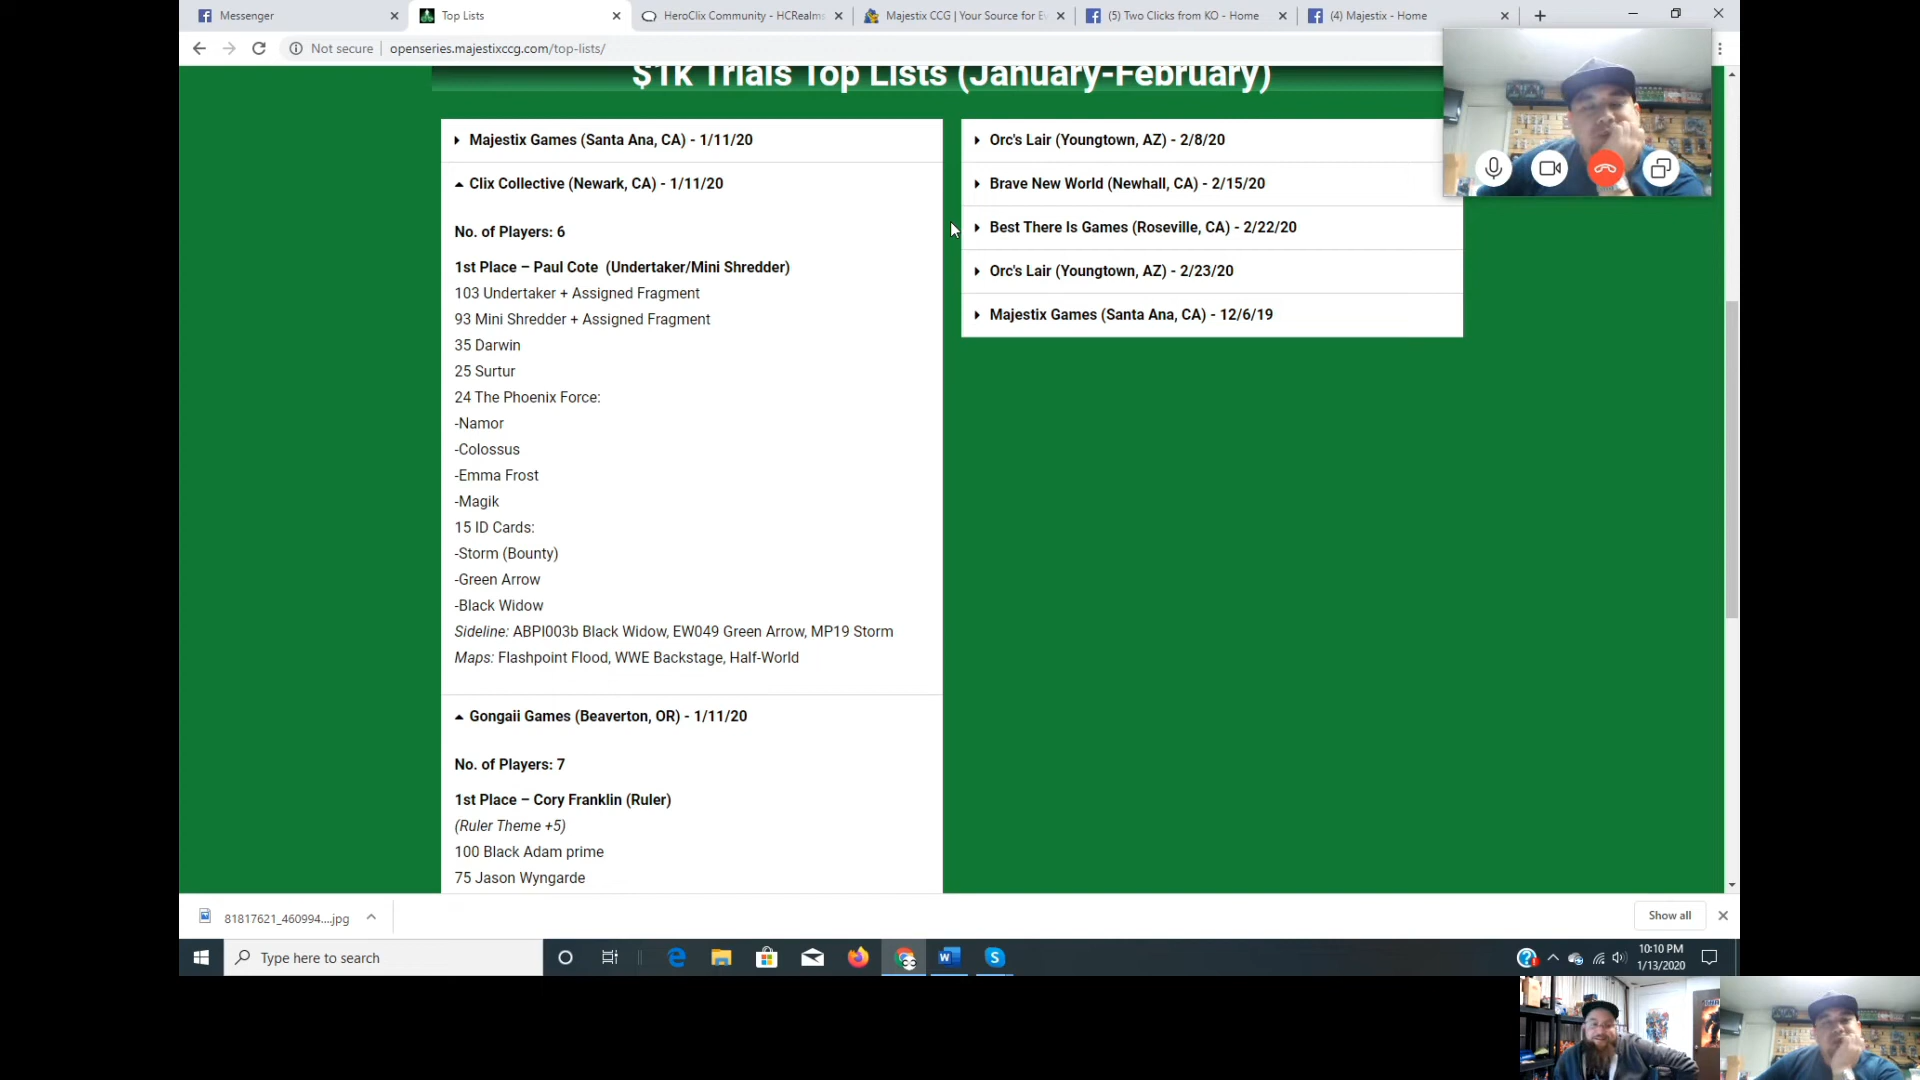 Messenger
Top Lists
HeroClix Community - HCRealms
Majestix CCG | Your Source for Ev
(5) Two Clicks from KO - Home
(4) Majestix - Home
Not secure
openseries.majestixccg.com/top-lists/
$1k Trials Top Lists (January-February)
Majestix Games (Santa Ana, CA) - 1/11/20
Clix Collective (Newark, CA) - 1/11/20
No. of Players: 6
1st Place – Paul Cote (Undertaker/Mini Shredder)
103 Undertaker + Assigned Fragment
93 Mini Shredder + Assigned Fragment
35 Darwin
25 Surtur
24 The Phoenix Force:
-Namor
-Colossus
-Emma Frost
-Magik
15 ID Cards:
-Storm (Bounty)
-Green Arrow
-Black Widow
Sideline: ABPI003b Black Widow, EW049 Green Arrow, MP19 Storm
Maps: Flashpoint Flood, WWE Backstage, Half-World
Gongaii Games (Beaverton, OR) - 1/11/20
No. of Players: 7
1st Place – Cory Franklin (Ruler)
(Ruler Theme +5)
100 Black Adam prime
75 Jason Wyngarde
Orc's Lair (Youngtown, AZ) - 2/8/20
Brave New World (Newhall, CA) - 2/15/20
Best There Is Games (Roseville, CA) - 2/22/20
Orc's Lair (Youngtown, AZ) - 2/23/20
Majestix Games (Santa Ana, CA) - 12/6/19
81817621_460994....jpg
Show all
Type here to search
10:10 PM
1/13/2020